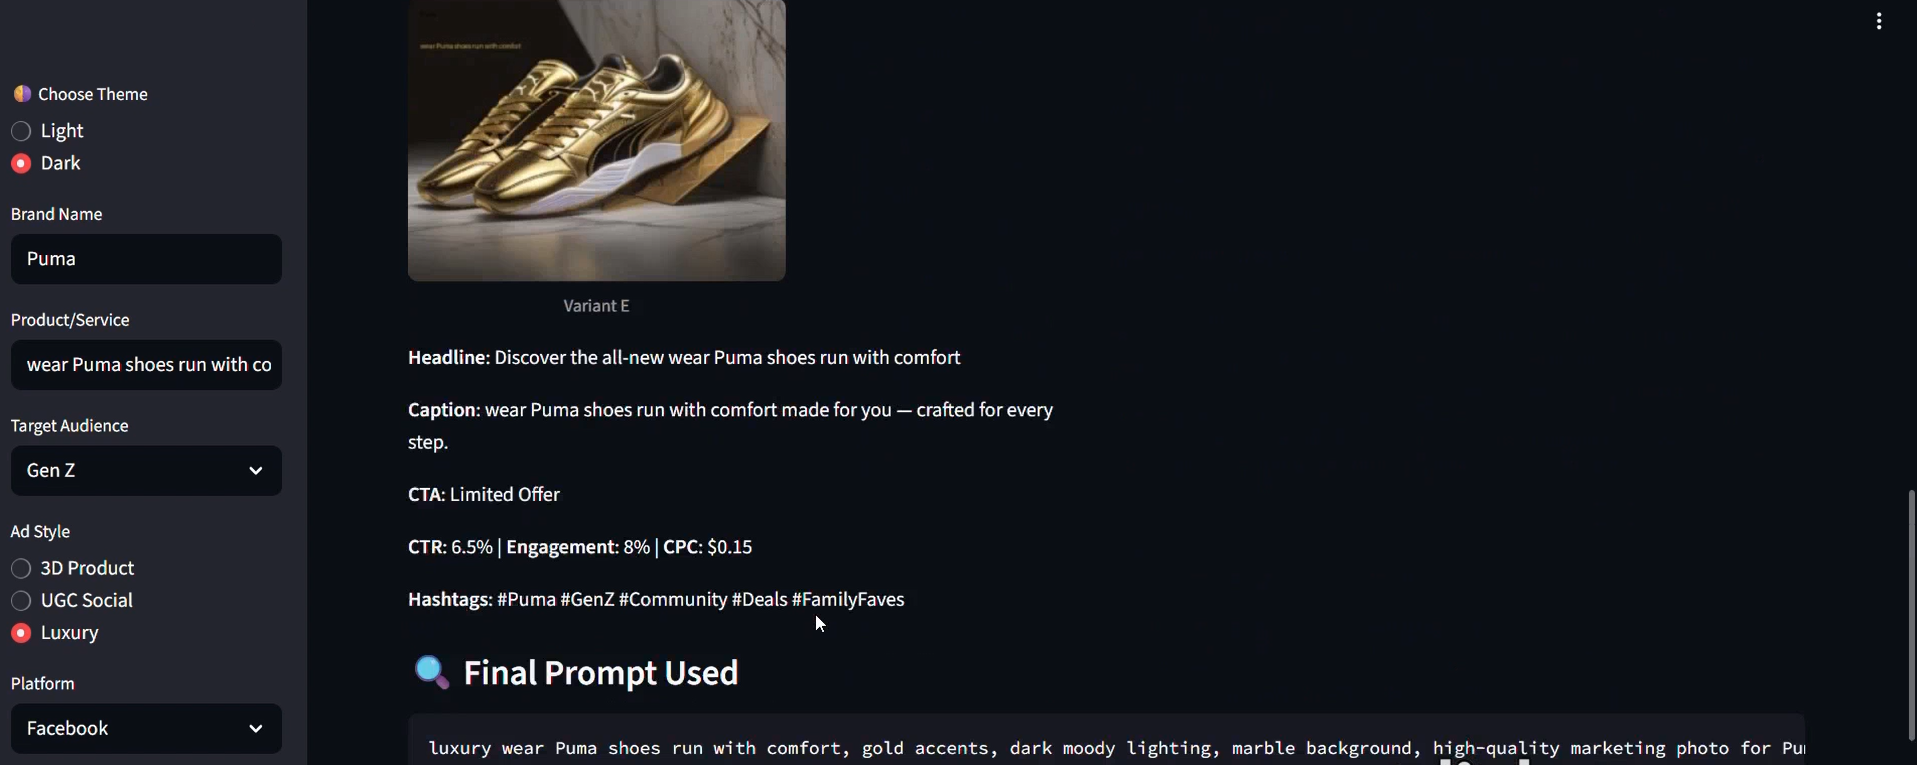 Choose Theme
Light
Dark
Brand Name
Puma
Product/Service
wear Puma shoes run with co
Target Audience
Gen Z
Ad Style
3D Product
UGC Social
Luxury
Platform
Facebook
wear Puma shoes run with comfort
Variant E
Headline: Discover the all-new wear Puma shoes run with comfort
Caption: wear Puma shoes run with comfort made for you — crafted for every
step.
CTA: Limited Offer
CTR: 6.5% | Engagement: 8% | CPC: $0.15
Hashtags: #Puma #GenZ #Community #Deals #FamilyFaves
Final Prompt Used
luxury wear Puma shoes run with comfort, gold accents, dark moody lighting, marble background, high-quality marketing photo for Pu